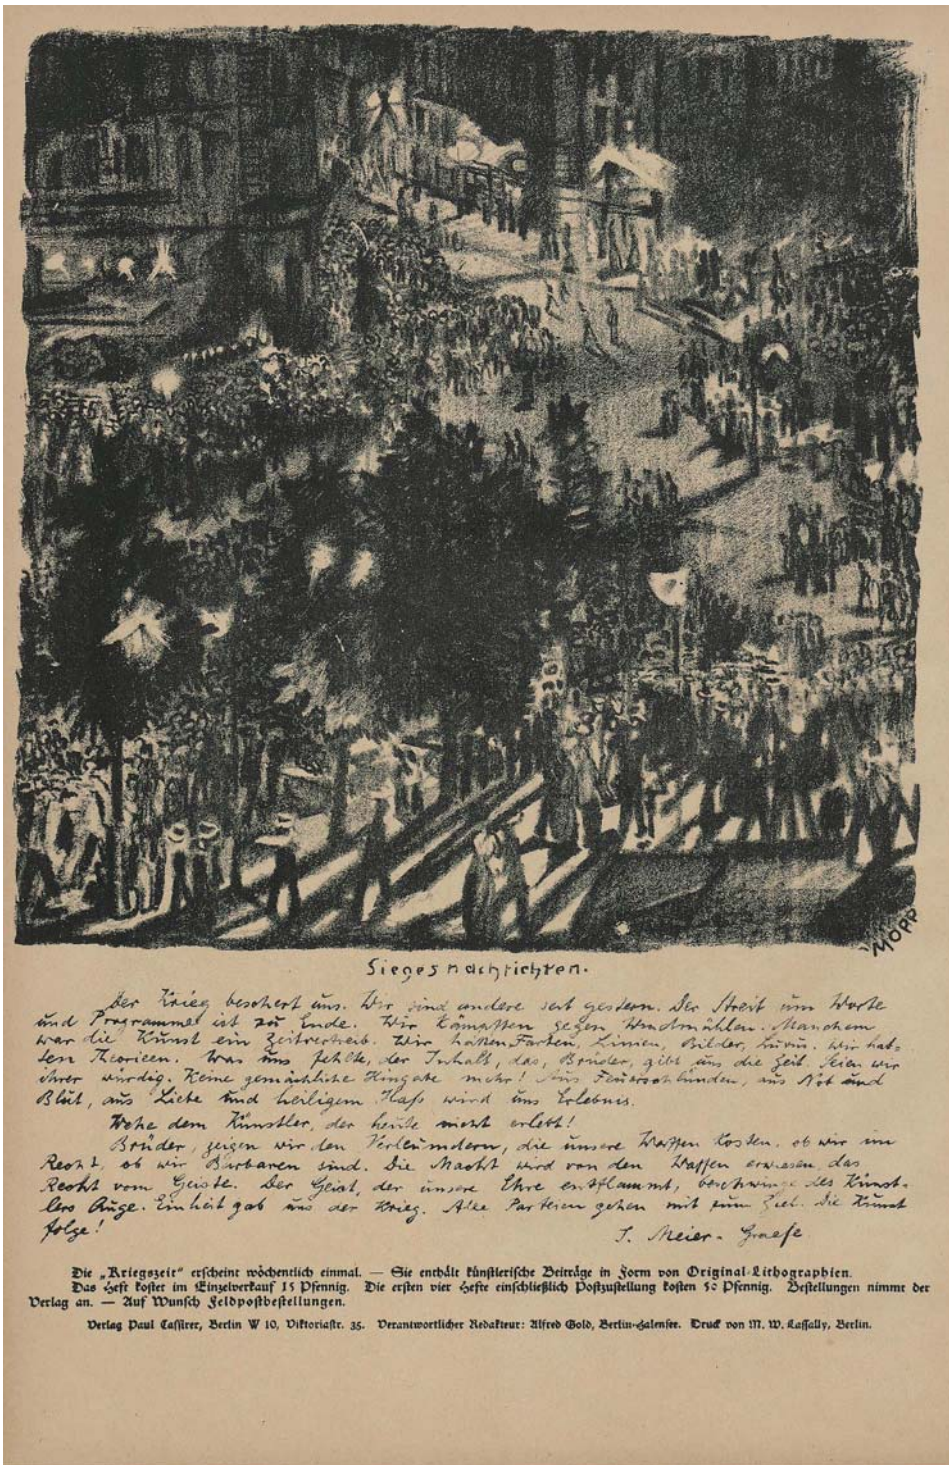 MOPP
Siegesnachrichten.
Der Krieg beschert uns. Wir sind andere seit gestern. Der Streit um Worte
und Programme ist zu Ende. Wir kämpften gegen Windmühlen. Manchem
war die Kunst ein Zeitvertreib. Wir hatten Farben, Linien, Bilder, Luxus. Wir hat-
ten Theorieen. Was uns fehlte, der Inhalt, das, Brüder, gibt uns die Zeit. Seien wir
ihrer würdig. Keine gemächliche Hingabe mehr! Aus Feuerschlünden, aus Not und
Blut, aus Liebe und heiligem Haß wird uns Erlebnis.
Wehe dem Künstler, der heute nicht erlebt!
Brüder, zeigen wir den Verleumdern, die unsere Waffen kosten, ob wir im
Recht, ob wir Barbaren sind. Die Macht wird von den Waffen erwiesen, das
Recht vom Geiste. Der Geist, der unsere Ehre entflammt, beschwinge des Künst-
lers Auge. Einheit gab uns der Krieg. Alle Parteien gehen mit zum Ziel. Die Kunst
folge!
J. Meier-Graefe
Die „Kriegszeit“ erscheint wöchentlich einmal. — Sie enthält künstlerische Beiträge in Form von Original-Lithographien.
Das Heft kostet im Einzelverkauf 15 Pfennig. Die ersten vier Hefte einschließlich Postzustellung kosten 50 Pfennig. Bestellungen nimmt der
Verlag an. — Auf Wunsch Feldpostbestellungen.
Verlag Paul Cassirer, Berlin W 10, Viktoriastr. 35. Verantwortlicher Redakteur: Alfred Gold, Berlin-Halensee. Druck von M. W. Lassally, Berlin.